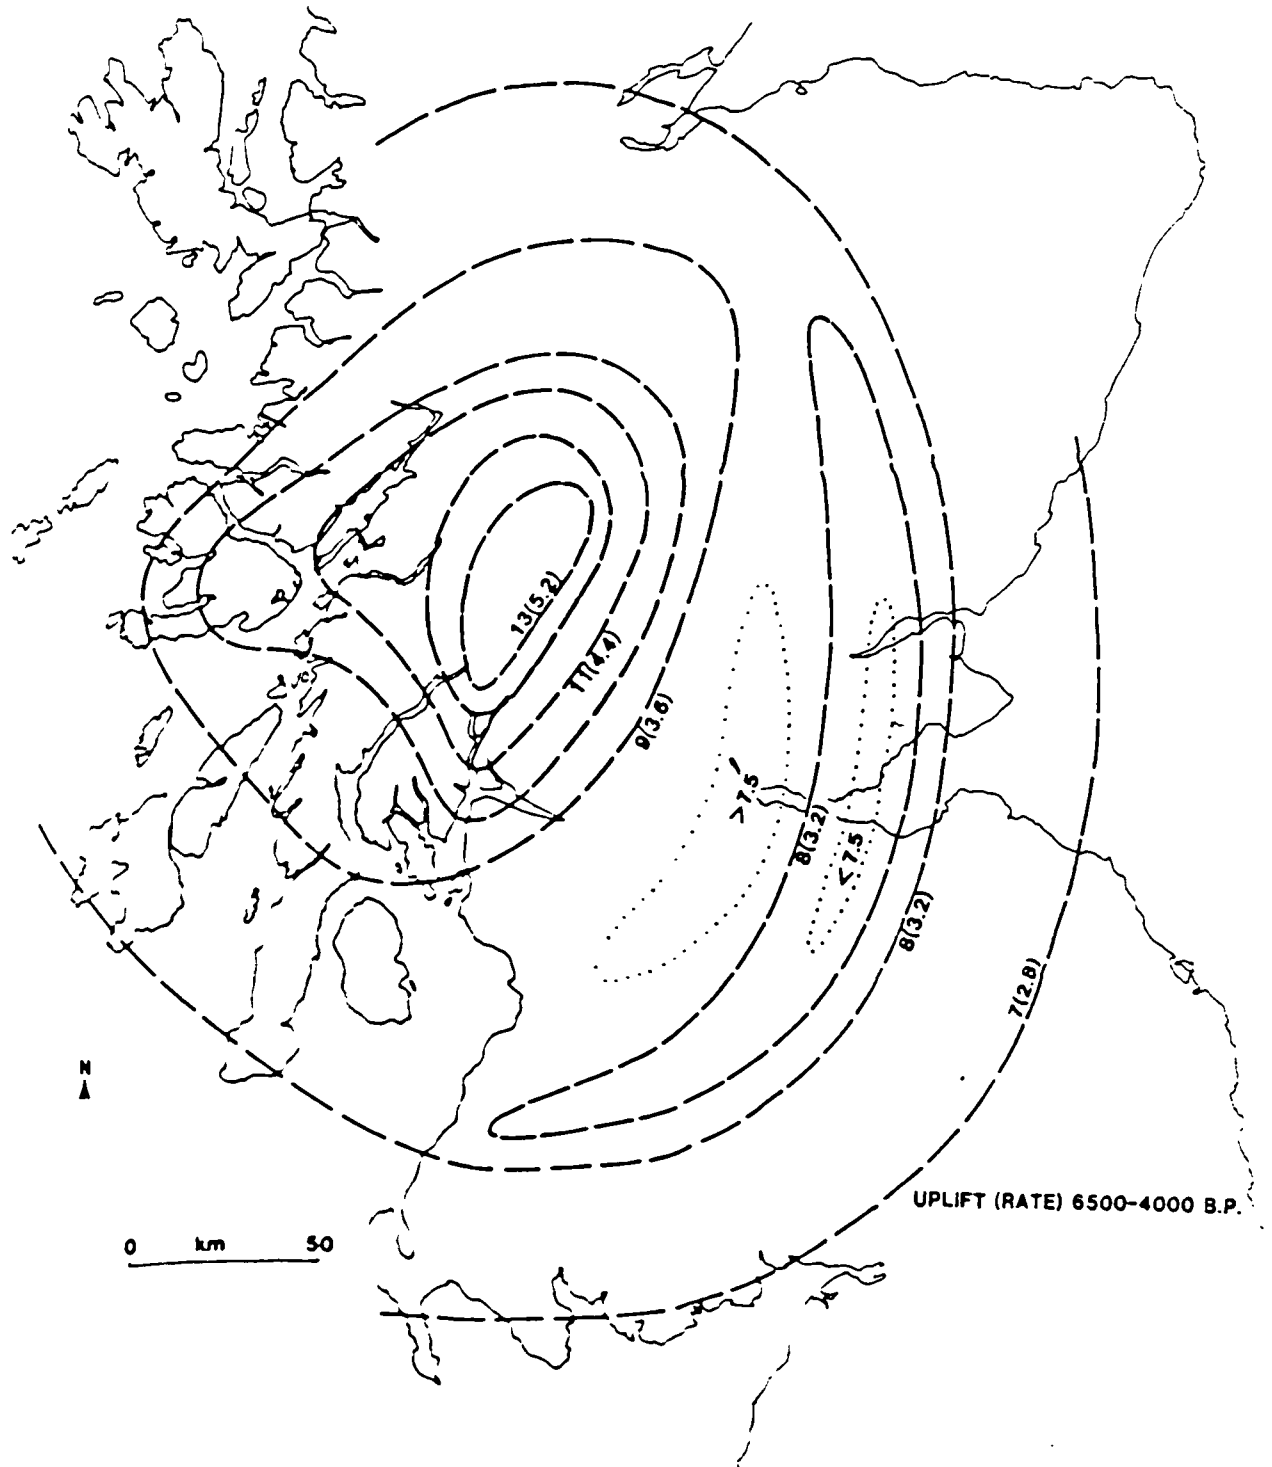 13(5.2)
11(4.4)
9(3.6)
>7.5
8(3.2)
<7.5
8(3.2)
7(2.8)
N
UPLIFT (RATE) 6500-4000 B.P.
0 km 50